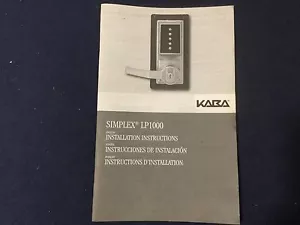 KABA
SIMPLEX® LP1000
INSTALLATION INSTRUCTIONS
INSTRUCCIONES DE INSTALACIÓN
INSTRUCTIONS D'INSTALLATION